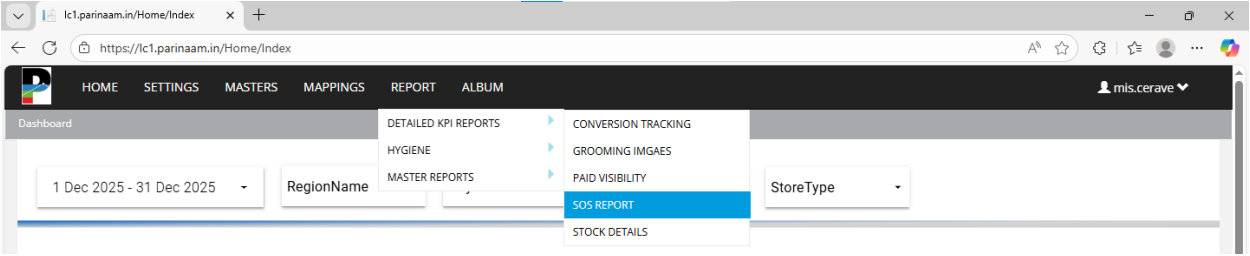 lc1.parinaam.in/Home/Index
https://lc1.parinaam.in/Home/Index
HOME SETTINGS MASTERS MAPPINGS REPORT ALBUM mis.cerave
Dashboard
DETAILED KPI REPORTS
HYGIENE
MASTER REPORTS
CONVERSION TRACKING
GROOMING IMGAES
PAID VISIBILITY
SOS REPORT
STOCK DETAILS
1 Dec 2025 - 31 Dec 2025 RegionName StoreType